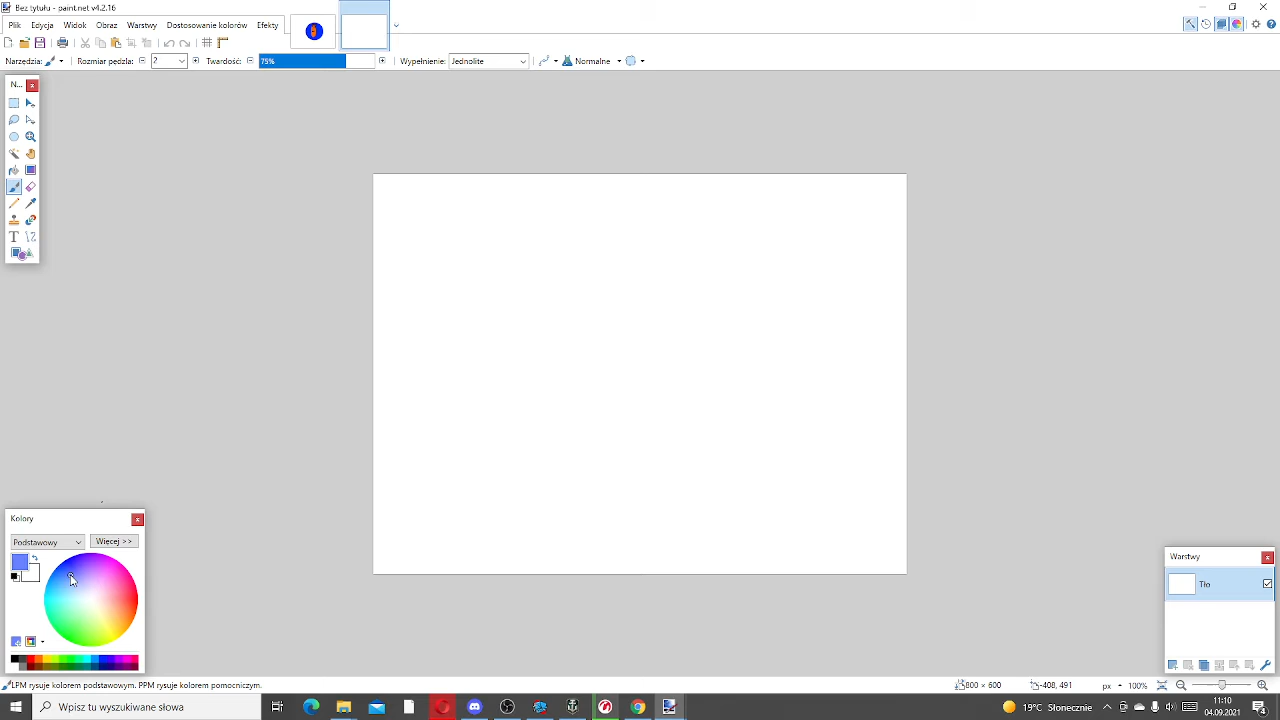 Bez tytułu - paint.net v4.2.16
Plik Edycja Widok Obraz Warstwy Dostosowanie kolorów Efekty
Narzędzia: Rozmiar pędzla: 2 Twardość: 75% Wypełnienie: Jednolite Normalne
N...
Kolory
Podstawowy Więcej >>
Warstwy
Tło
LPM rysuje kolorem podstawowym. PPM rysuje kolorem pomocniczym.
800 × 600 -408, 491 px 100%
Wpisz tu wyszukiwane słowa
19°C Słonecznie
11:10
04.09.2021